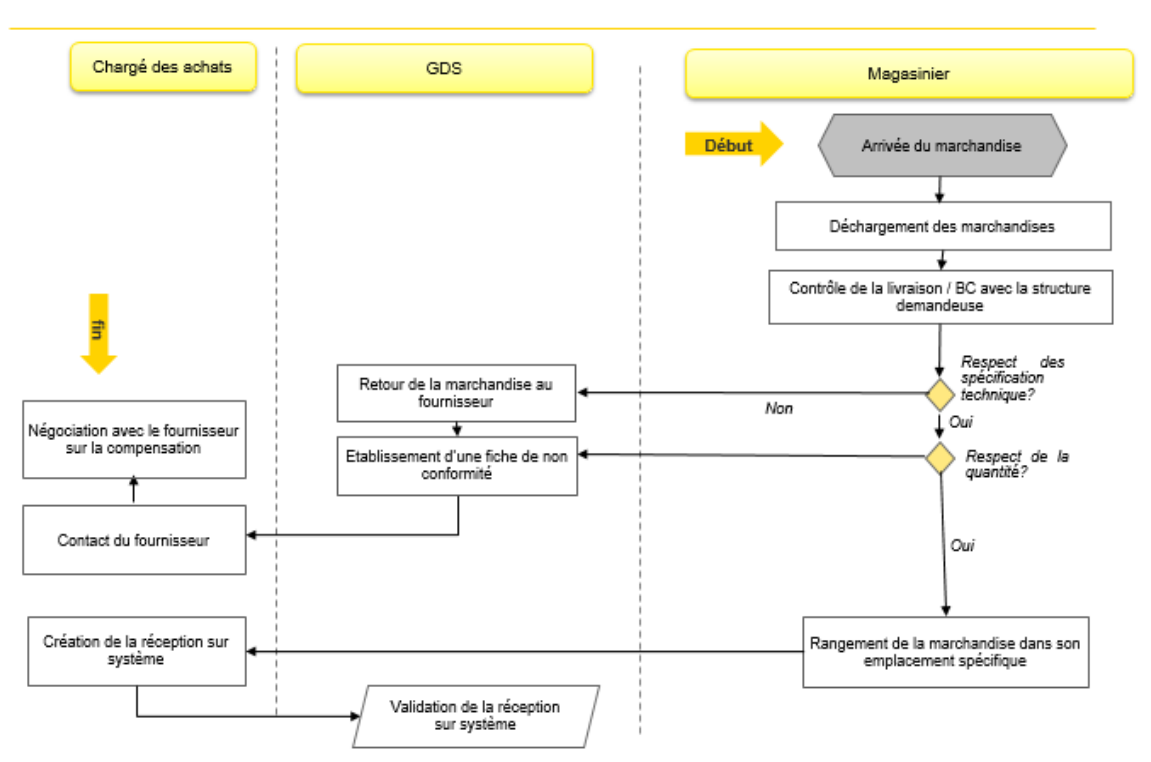 Chargé des achats
GDS
Magasinier
Début
Arrivée du marchandise
Déchargement des marchandises
Contrôle de la livraison / BC avec la structure
demandeuse
fin
Respect des
spécification
technique?
Retour de la marchandise au
fournisseur
Non
Oui
Négociation avec le fournisseur
sur la compensation
Etablissement d'une fiche de non
conformité
Respect de la
quantité?
Contact du fournisseur
Oui
Création de la réception sur
système
Rangement de la marchandise dans son
emplacement spécifique
Validation de la réception
sur système